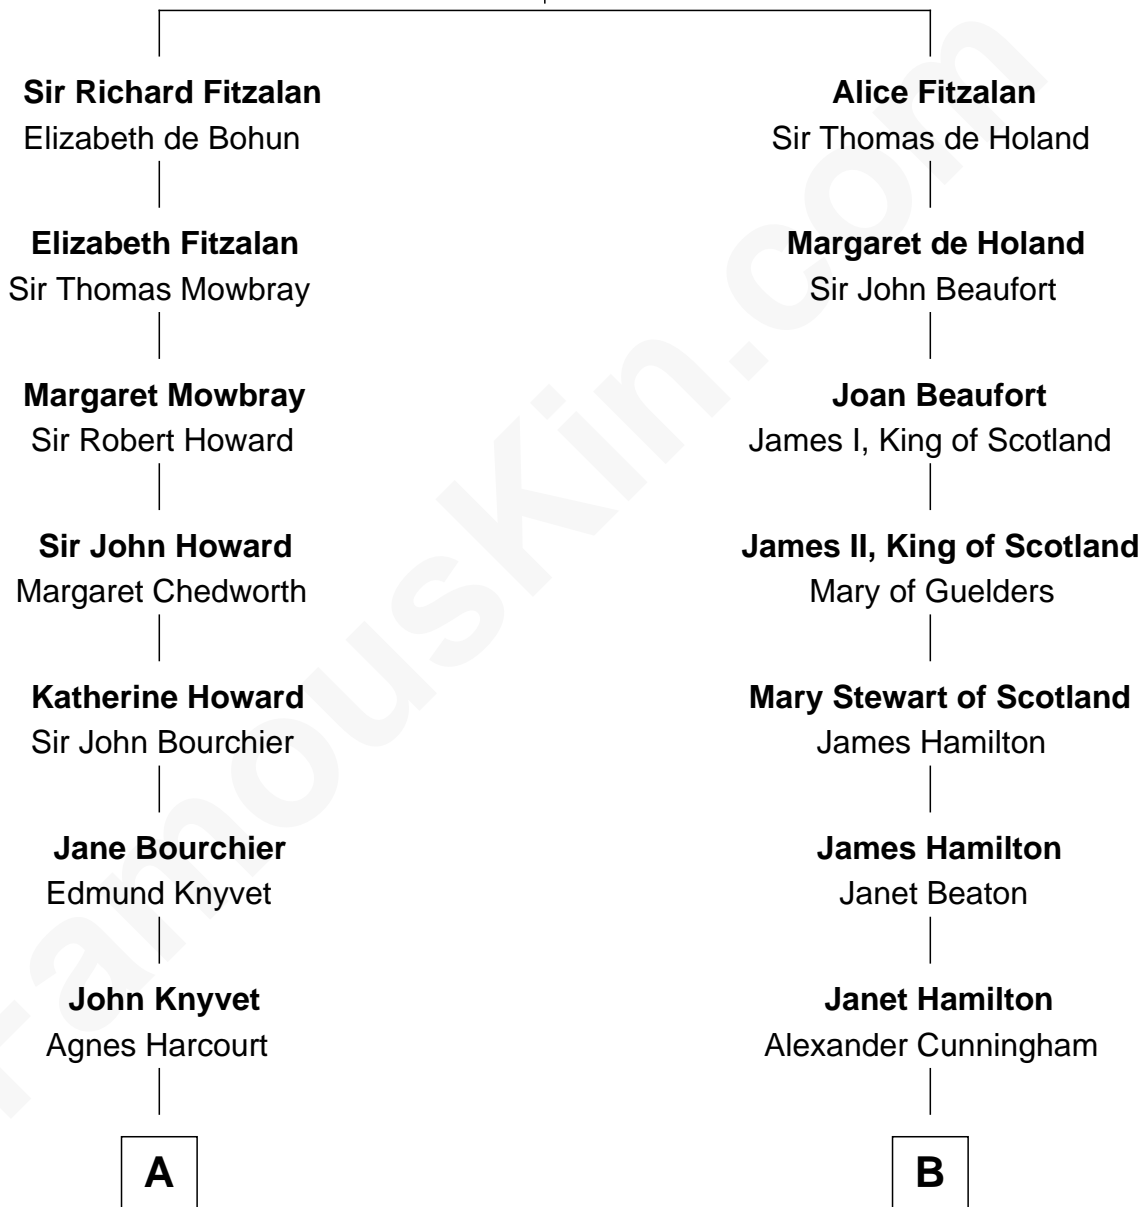 Sir Richard Fitzalan
Elizabeth de Bohun
Elizabeth Fitzalan
Sir Thomas Mowbray
Margaret Mowbray
Sir Robert Howard
Sir John Howard
Margaret Chedworth
Katherine Howard
Sir John Bourchier
Jane Bourchier
Edmund Knyvet
John Knyvet
Agnes Harcourt
A
Alice Fitzalan
Sir Thomas de Holand
Margaret de Holand
Sir John Beaufort
Joan Beaufort
James I, King of Scotland
James II, King of Scotland
Mary of Guelders
Mary Stewart of Scotland
James Hamilton
James Hamilton
Janet Beaton
Janet Hamilton
Alexander Cunningham
B
FamousKin.com